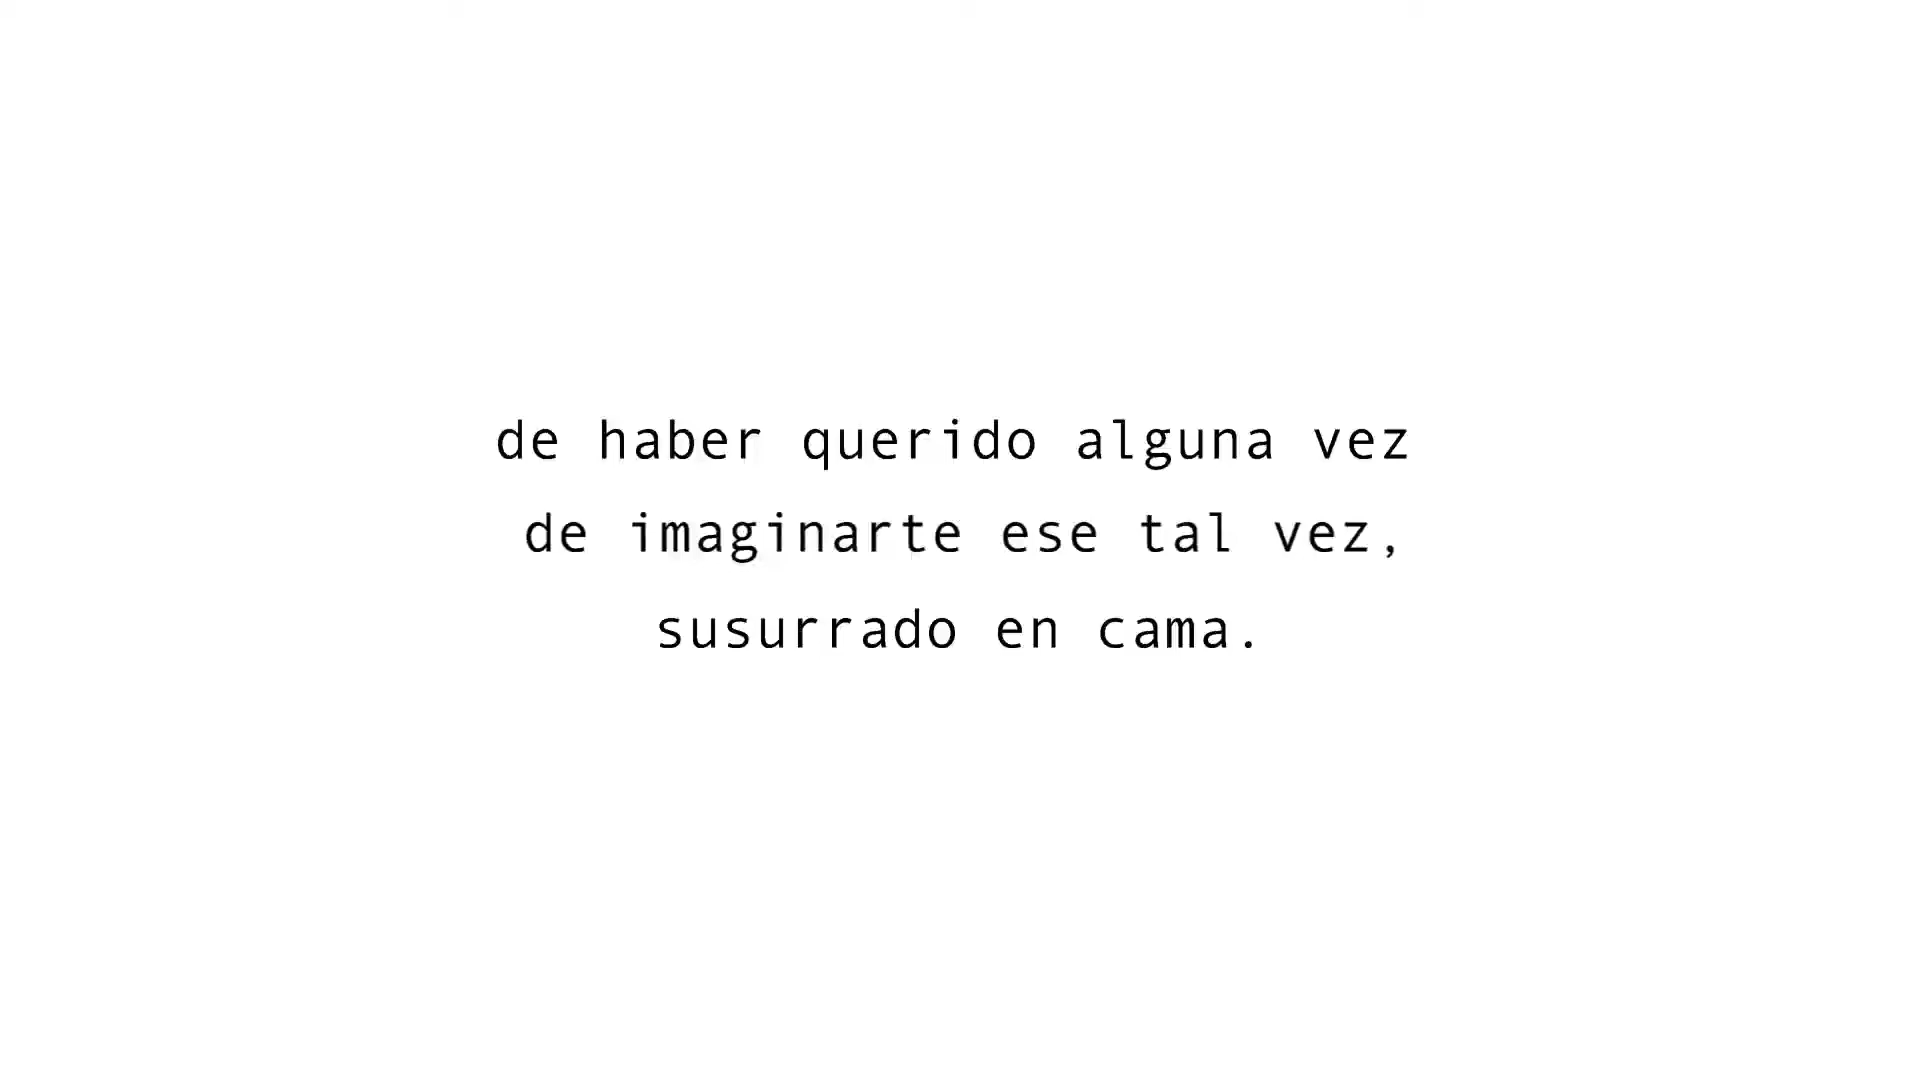 de haber querido alguna vez
de imaginarte ese tal vez,
susurrado en cama.